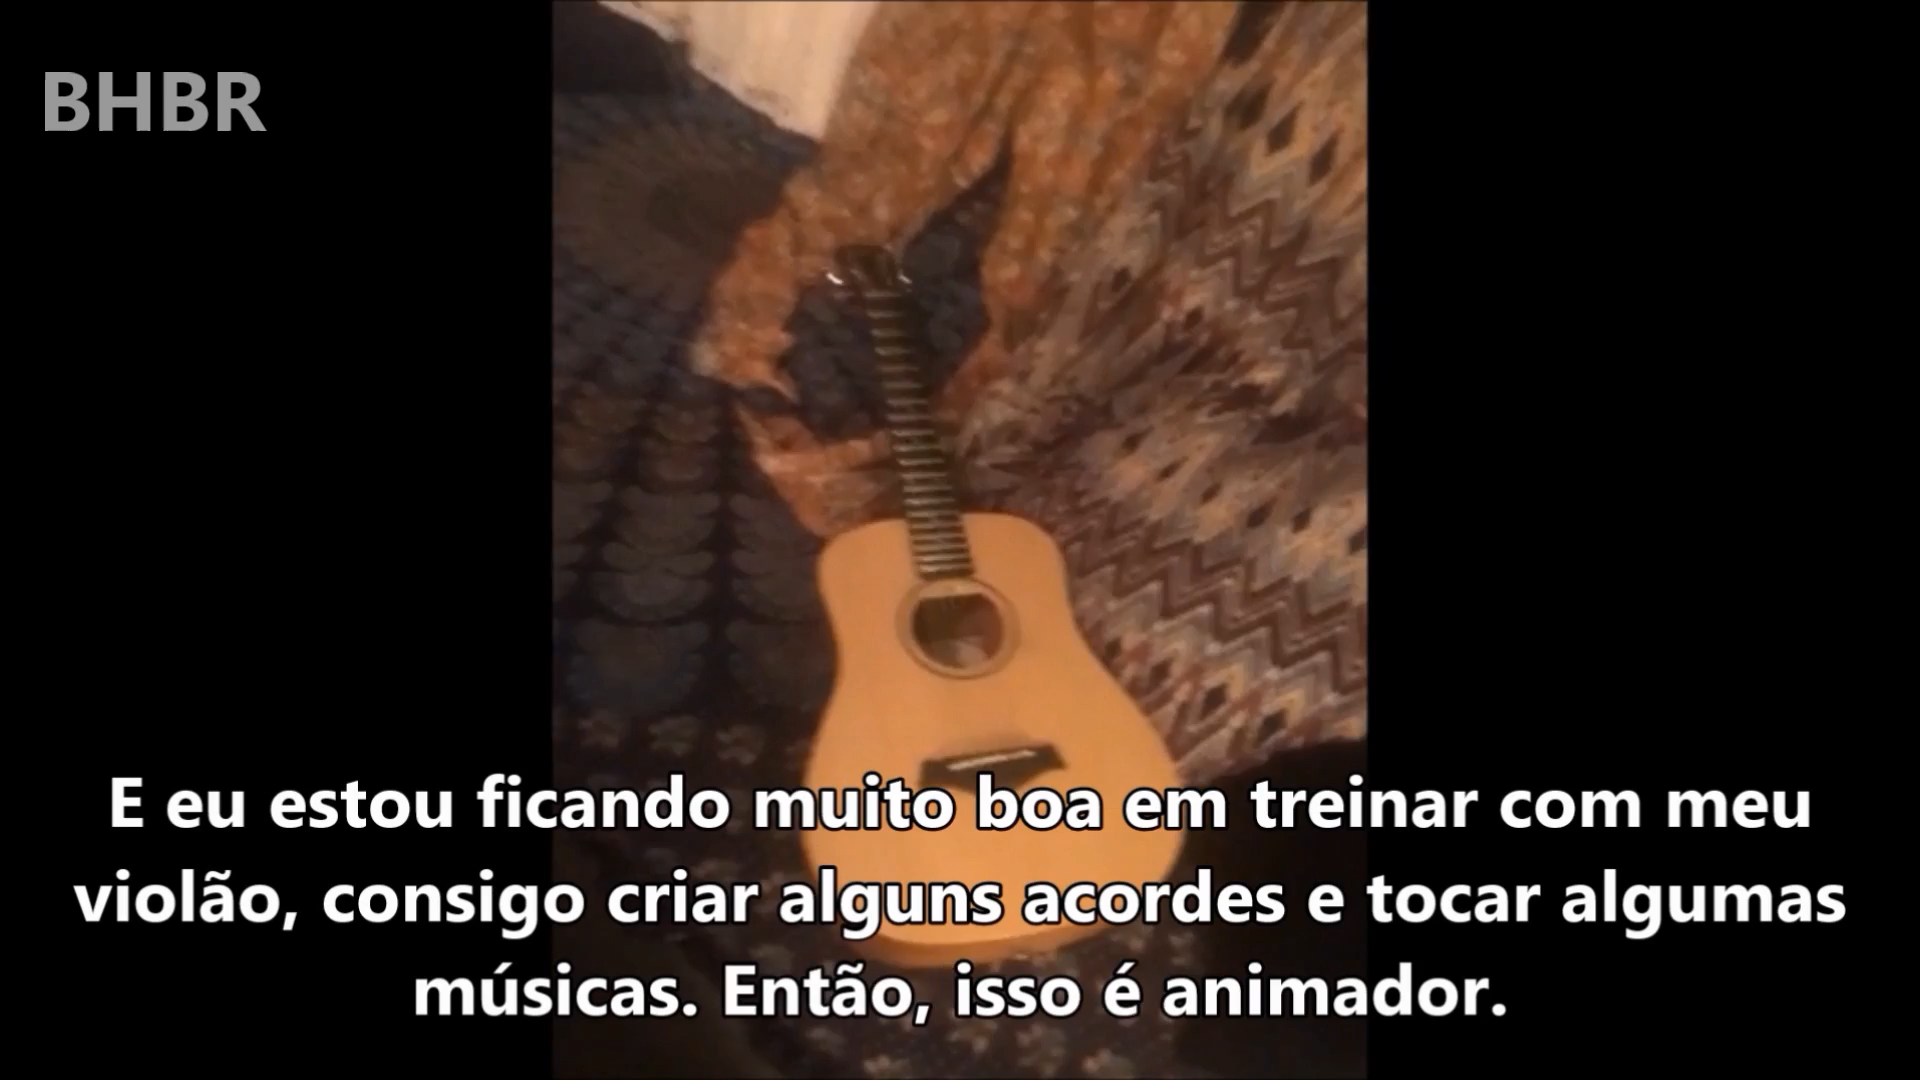 BHBR
E eu estou ficando muito boa em treinar com meu
violão, consigo criar alguns acordes e tocar algumas
músicas. Então, isso é animador.